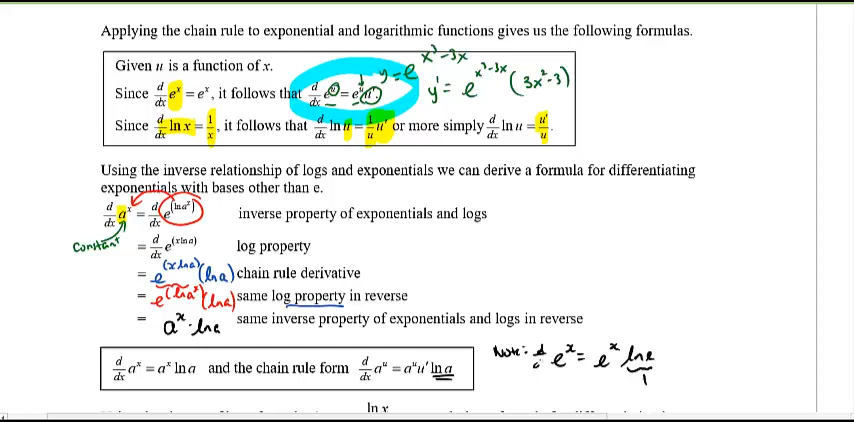 Applying the chain rule to exponential and logarithmic functions gives us the following formulas.
Given u is a function of x.
Since d/dx e^x = e^x, it follows that d/dx e^u = e^u u'.
y = e^(x^3-3x)
y' = e^(x^3-3x) (3x^2-3)
Since d/dx ln x = 1/x, it follows that d/dx ln u = 1/u u' or more simply d/dx ln u = u'/u.
Using the inverse relationship of logs and exponentials we can derive a formula for differentiating
exponentials with bases other than e.
d/dx a^x = d/dx e^(ln a^x) inverse property of exponentials and logs
Constant
= d/dx e^(x ln a) log property
= e^(x ln a) (ln a) chain rule derivative
= e^(ln a^x) (ln a) same log property in reverse
= a^x · ln a same inverse property of exponentials and logs in reverse
d/dx a^x = a^x ln a and the chain rule form d/dx a^u = a^u u' ln a
Note: e^x = e^x ln e
1
ln x